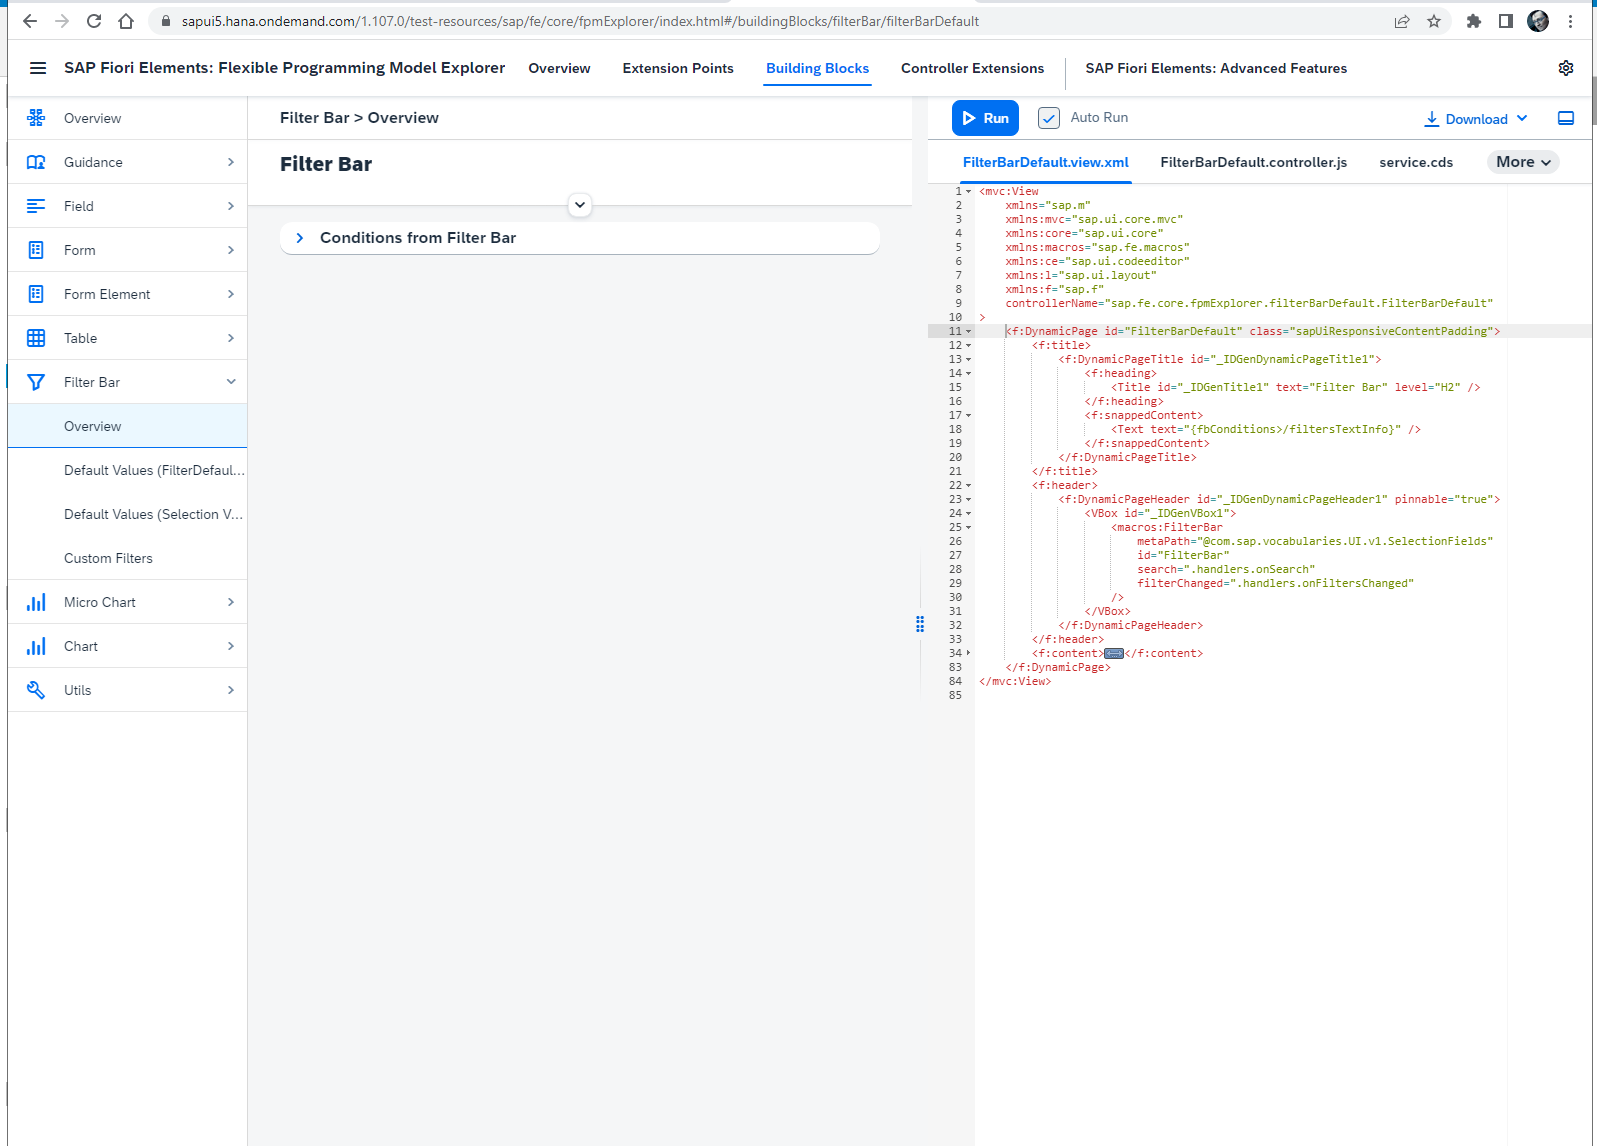 sapui5.hana.ondemand.com/1.107.0/test-resources/sap/fe/core/fpmExplorer/index.html#/buildingBlocks/filterBar/filterBarDefault
SAP Fiori Elements: Flexible Programming Model Explorer
Overview
Extension Points
Building Blocks
Controller Extensions
SAP Fiori Elements: Advanced Features
Overview
Guidance
Field
Form
Form Element
Table
Filter Bar
Overview
Default Values (FilterDefaul...
Default Values (Selection V...
Custom Filters
Micro Chart
Chart
Utils
Filter Bar > Overview
Filter Bar
Conditions from Filter Bar
Run
Auto Run
Download
FilterBarDefault.view.xml
FilterBarDefault.controller.js
service.cds
More
1 <mvc:View
2 xmlns="sap.m"
3 xmlns:mvc="sap.ui.core.mvc"
4 xmlns:core="sap.ui.core"
5 xmlns:macros="sap.fe.macros"
6 xmlns:ce="sap.ui.codeeditor"
7 xmlns:l="sap.ui.layout"
8 xmlns:f="sap.f"
9 controllerName="sap.fe.core.fpmExplorer.filterBarDefault.FilterBarDefault"
10 >
11 <f:DynamicPage id="FilterBarDefault" class="sapUiResponsiveContentPadding">
12 <f:title>
13 <f:DynamicPageTitle id="_IDGenDynamicPageTitle1">
14 <f:heading>
15 <Title id="_IDGenTitle1" text="Filter Bar" level="H2" />
16 </f:heading>
17 <f:snappedContent>
18 <Text text="{fbConditions>/filtersTextInfo}" />
19 </f:snappedContent>
20 </f:DynamicPageTitle>
21 </f:title>
22 <f:header>
23 <f:DynamicPageHeader id="_IDGenDynamicPageHeader1" pinnable="true">
24 <VBox id="_IDGenVBox1">
25 <macros:FilterBar
26 metaPath="@com.sap.vocabularies.UI.v1.SelectionFields"
27 id="FilterBar"
28 search=".handlers.onSearch"
29 filterChanged=".handlers.onFiltersChanged"
30 />
31 </VBox>
32 </f:DynamicPageHeader>
33 </f:header>
34 <f:content></f:content>
83 </f:DynamicPage>
84 </mvc:View>
85